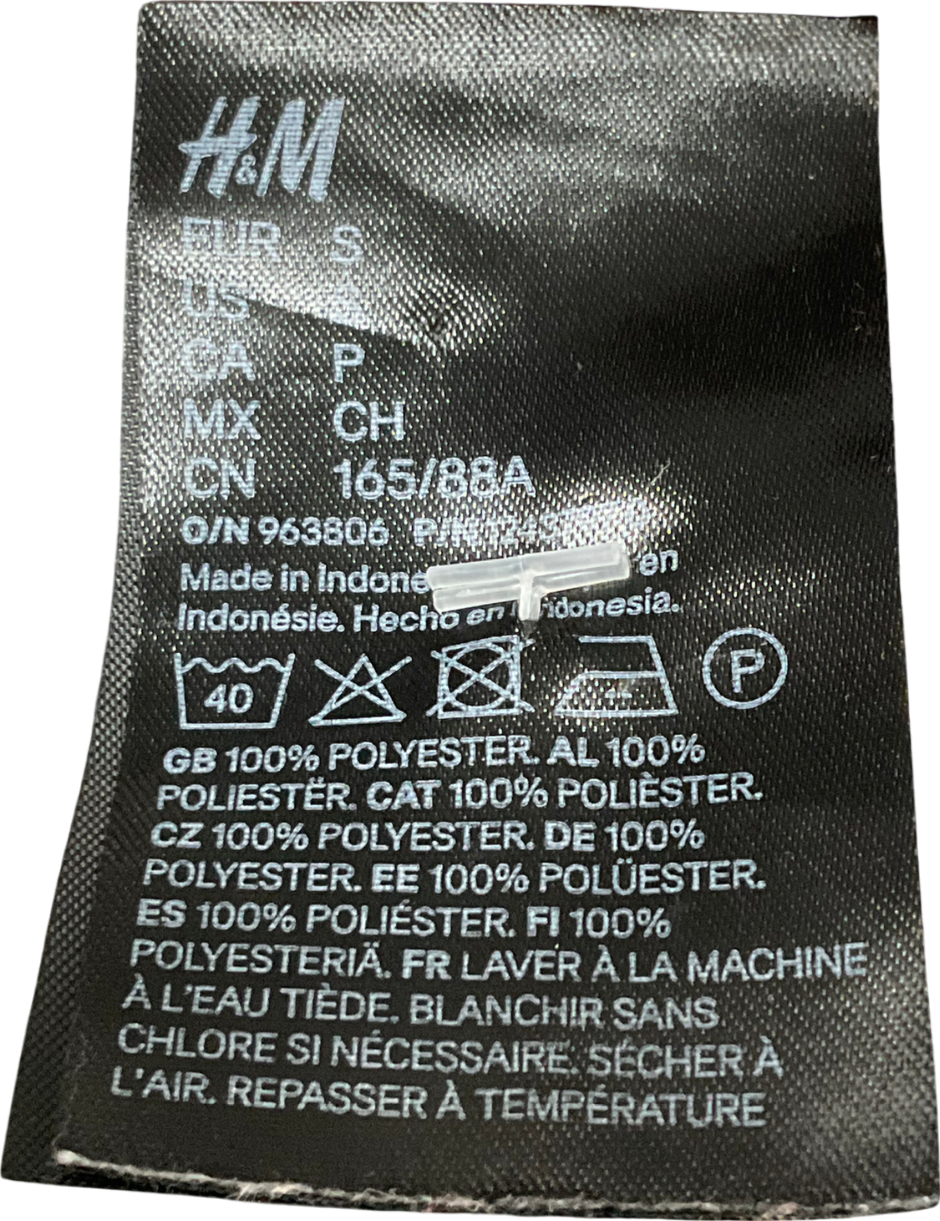 H&M
EUR S
US S
CA P
MX CH
CN 165/88A
O/N 963806 P/N
Made in en
Indonésie. Hecho en Indonesia.
40
P
GB 100% POLYESTER. AL 100%
POLIESTËR. CAT 100% POLIÈSTER.
CZ 100% POLYESTER. DE 100%
POLYESTER. EE 100% POLÜESTER.
ES 100% POLIÉSTER. FI 100%
POLYESTERIÄ. FR LAVER À LA MACHINE
À L'EAU TIÈDE. BLANCHIR SANS
CHLORE SI NÉCESSAIRE. SÉCHER À
L'AIR. REPASSER À TEMPÉRATURE